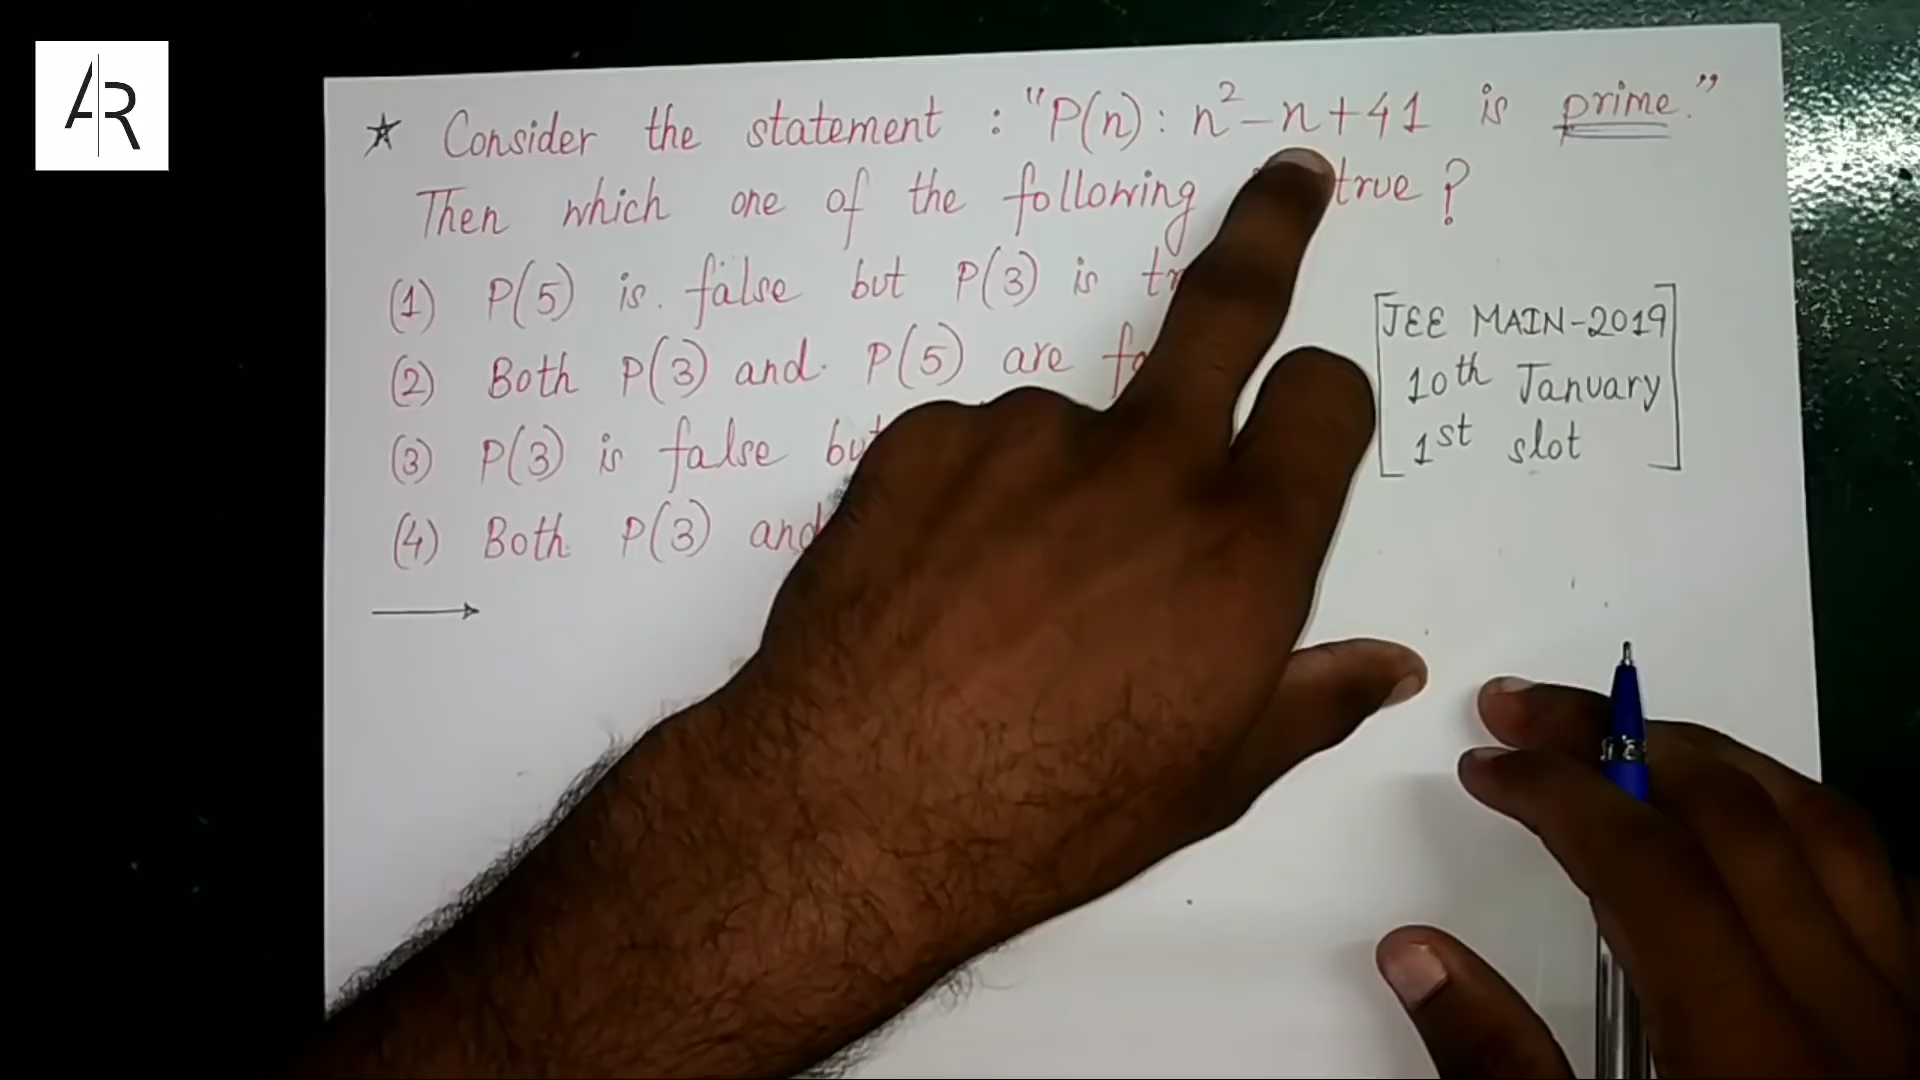 AR
★ Consider the statement : "P(n): n²-n+41 is prime."
Then which one of the following true ?
(1) P(5) is false but P(3) is
(2) Both P(3) and P(5) are
(3) P(3) is false but
(4) Both P(3) and
[JEE MAIN-2019
10th January
1st slot]